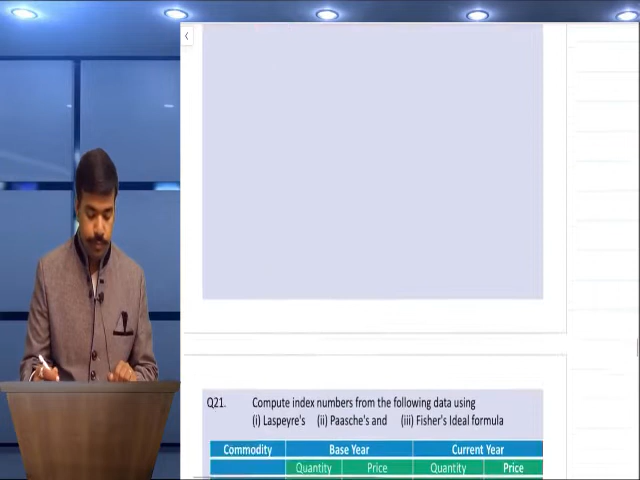 Q21. Compute index numbers from the following data using
(i) Laspeyre's (ii) Paasche's and (iii) Fisher's Ideal formula
Commodity Base Year Current Year
Quantity Price Quantity Price